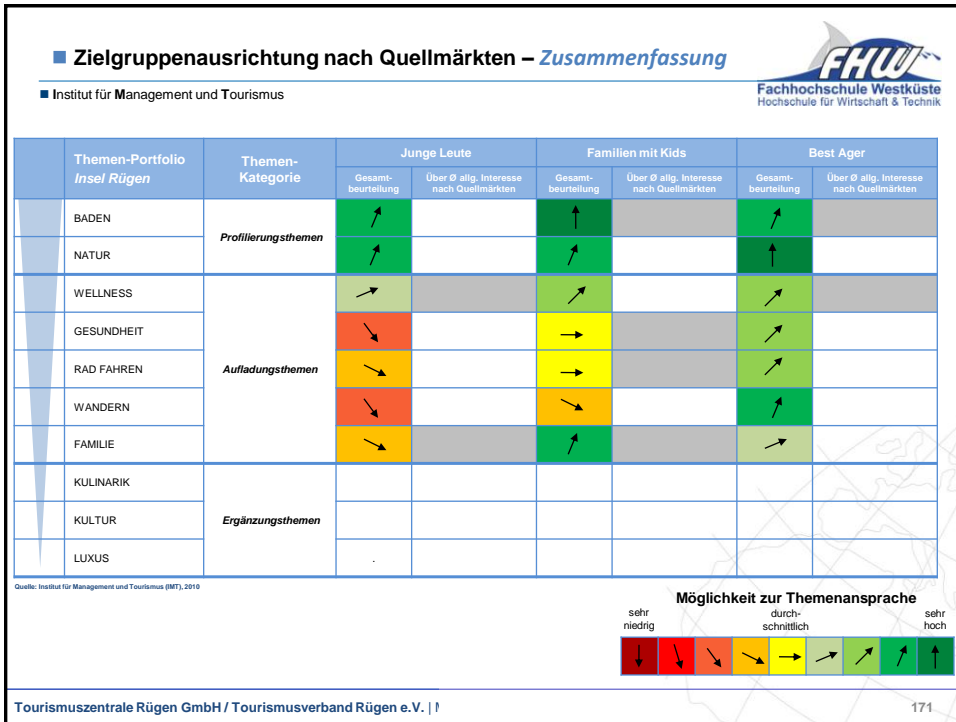 Zielgruppenausrichtung nach Quellmärkten – Zusammenfassung
Institut für Management und Tourismus
FHW
Fachhochschule Westküste
Hochschule für Wirtschaft & Technik
Themen-Portfolio
Insel Rügen
Themen-
Kategorie
Junge Leute
Familien mit Kids
Best Ager
Gesamt-
beurteilung
Über Ø allg. Interesse
nach Quellmärkten
Gesamt-
beurteilung
Über Ø allg. Interesse
nach Quellmärkten
Gesamt-
beurteilung
Über Ø allg. Interesse
nach Quellmärkten
BADEN
Profilierungsthemen
NATUR
WELLNESS
GESUNDHEIT
RAD FAHREN
Aufladungsthemen
WANDERN
FAMILIE
KULINARIK
KULTUR
Ergänzungsthemen
LUXUS
.
Quelle: Institut für Management und Tourismus (IMT), 2010
Möglichkeit zur Themenansprache
sehr
niedrig
durch-
schnittlich
sehr
hoch
Tourismuszentrale Rügen GmbH / Tourismusverband Rügen e.V. |
171